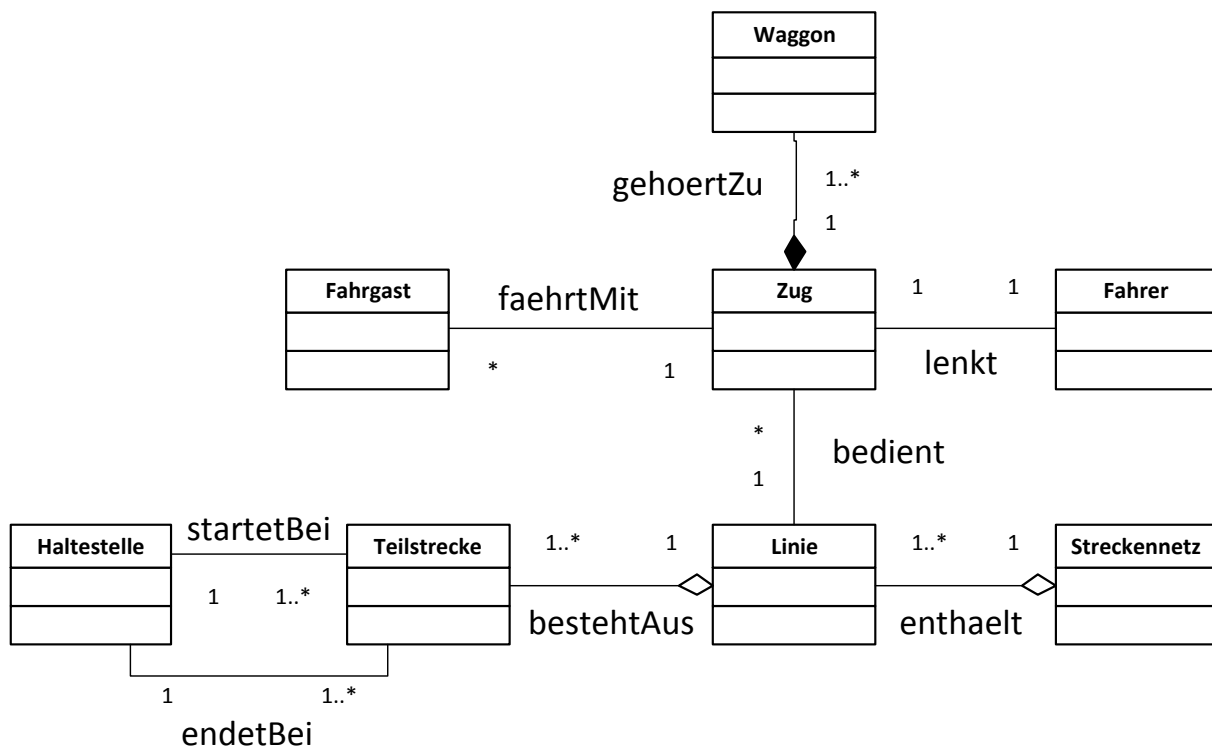 Waggon
gehoertZu
1..*
1
Fahrgast
faehrtMit
Zug
1
1
Fahrer
*
1
lenkt
*
bedient
1
Haltestelle
startetBei
Teilstrecke
1..*
1
Linie
1..*
1
Streckennetz
1
1..*
bestehtAus
enthaelt
1
1..*
endetBei